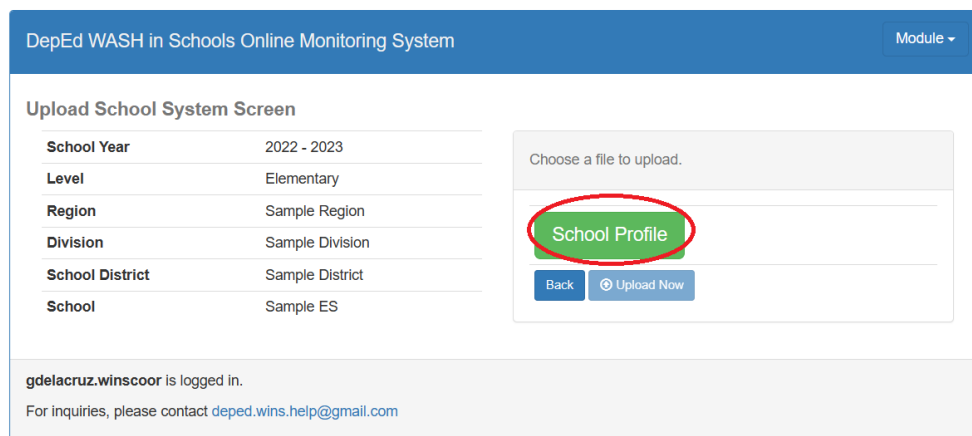 DepEd WASH in Schools Online Monitoring System
Module
Upload School System Screen
School Year 2022 - 2023
Level Elementary
Region Sample Region
Division Sample Division
School District Sample District
School Sample ES
Choose a file to upload.
School Profile
Back Upload Now
gdelacruz.winscoor is logged in.
For inquiries, please contact deped.wins.help@gmail.com